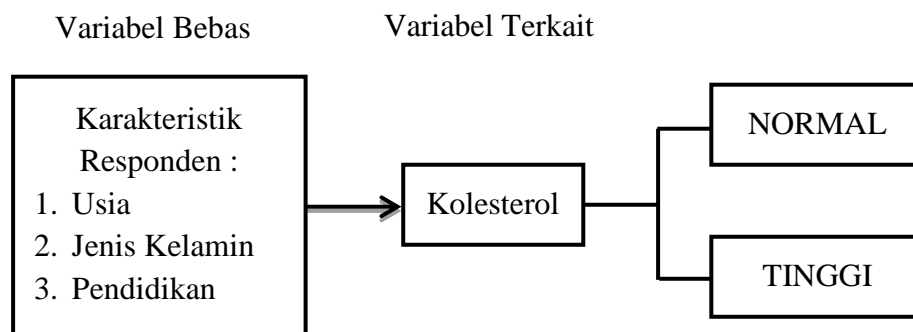 Variabel Bebas
Variabel Terkait
Karakteristik
Responden :
1. Usia
2. Jenis Kelamin
3. Pendidikan
Kolesterol
NORMAL
TINGGI